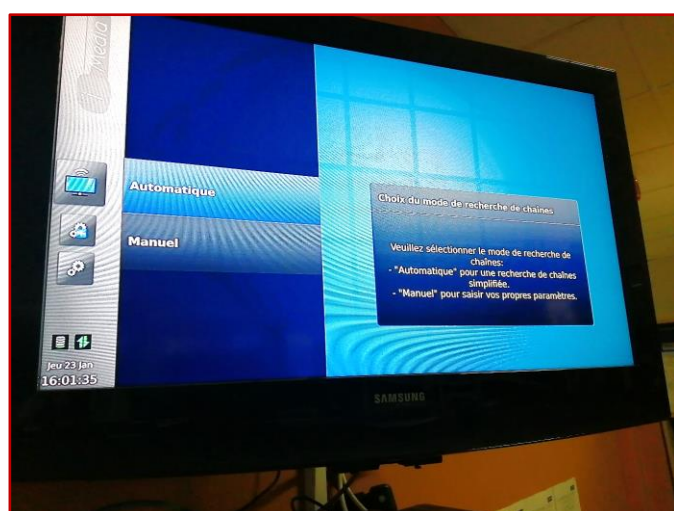 Media
Automatique
Manuel
Choix du mode de recherche de chaînes
Veuillez sélectionner le mode de recherche de
chaînes:
- "Automatique" pour une recherche de chaînes
simplifiée.
- "Manuel" pour saisir vos propres paramètres.
Jeu 23 Jan
16:01:35
SAMSUNG